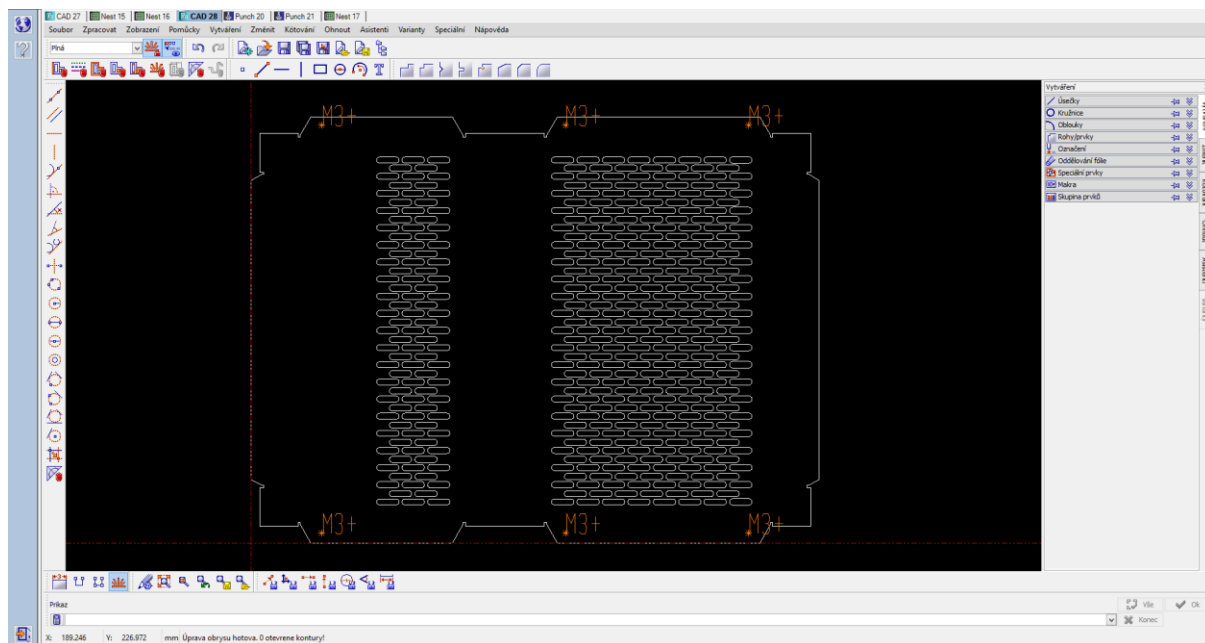 CAD 27 Nest 15 Nest 16 CAD 28 Punch 20 Punch 21 Nest 17
Soubor Zpracovat Zobrazení Pomůcky Vytváření Změnit Kótování Ohnout Asistenti Varianty Speciální Nápověda
Plná
Vytváření
Úsečky
Kružnice
Oblouky
Rohy/prvky
Označení
Oddělování fólie
Speciální prvky
Makra
Skupina prvků
M3+ M3+ M3+
M3+ M3+ M3+
Prikaz
Vše Ok
Konec
X: 189.246 Y: 226.972 mm Úprava obrysu hotova. 0 otevrene kontury!